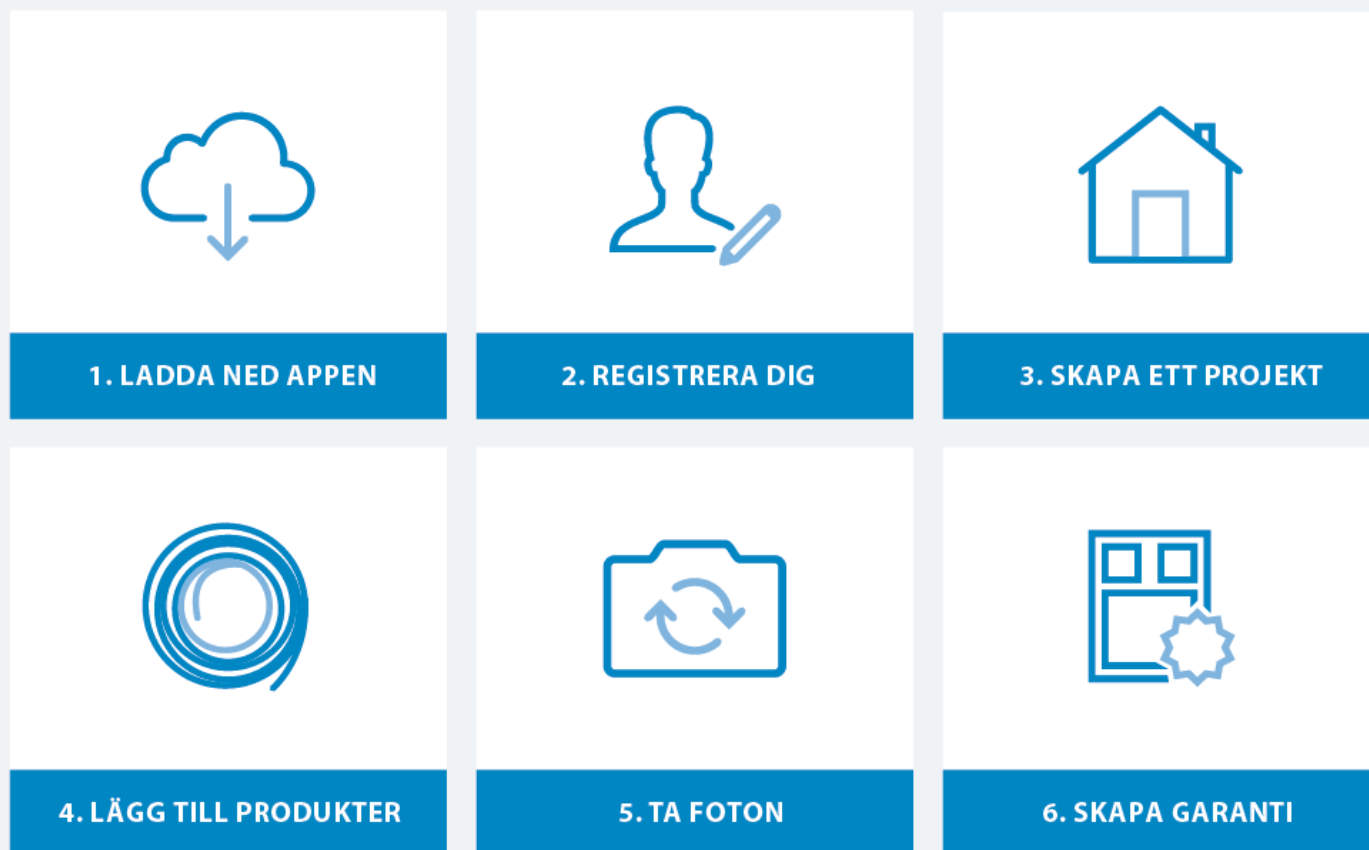 1. LADDA NED APPEN
2. REGISTRERA DIG
3. SKAPA ETT PROJEKT
4. LÄGG TILL PRODUKTER
5. TA FOTON
6. SKAPA GARANTI